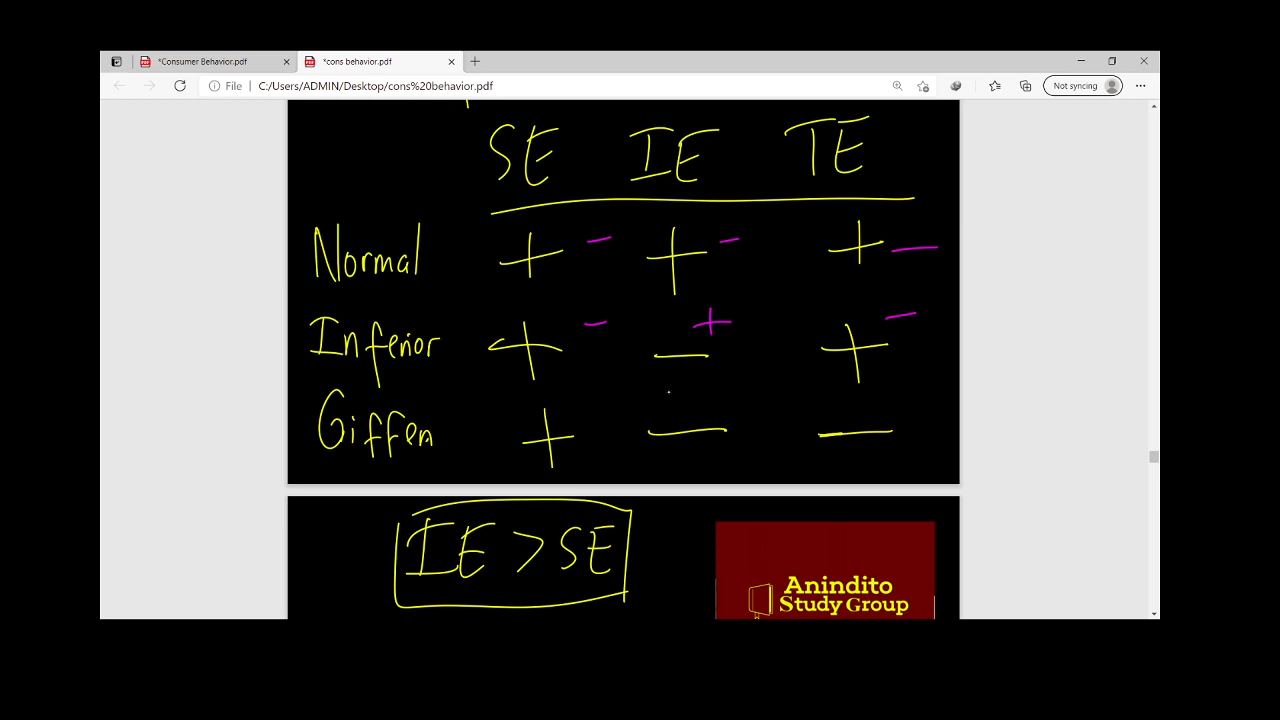 *Consumer Behavior.pdf
*cons behavior.pdf
File C:/Users/ADMIN/Desktop/cons%20behavior.pdf
Not syncing
SE IE TE
Normal + - + - + -
Inferior + - - + + -
Giffen + - -
IE > SE
Anindito
Study Group